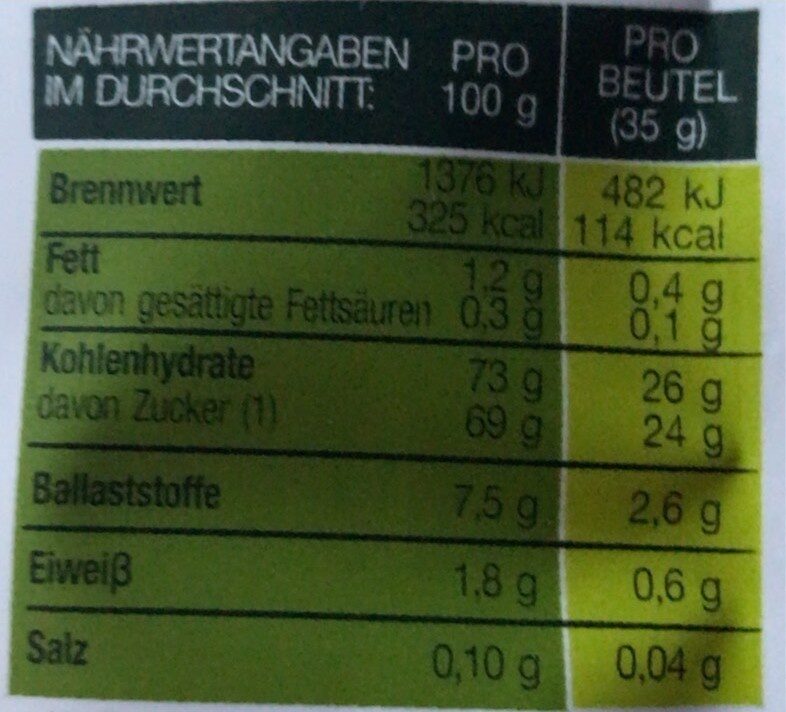 NÄHRWERTANGABEN PRO PRO
IM DURCHSCHNITT: 100 g BEUTEL
(35 g)
Brennwert 1376 kJ 482 kJ
325 kcal 114 kcal
Fett 1,2 g 0,4 g
davon gesättigte Fettsäuren 0,3 g 0,1 g
Kohlenhydrate 73 g 26 g
davon Zucker (1) 69 g 24 g
Ballaststoffe 7,5 g 2,6 g
Eiweiß 1,8 g 0,6 g
Salz 0,10 g 0,04 g